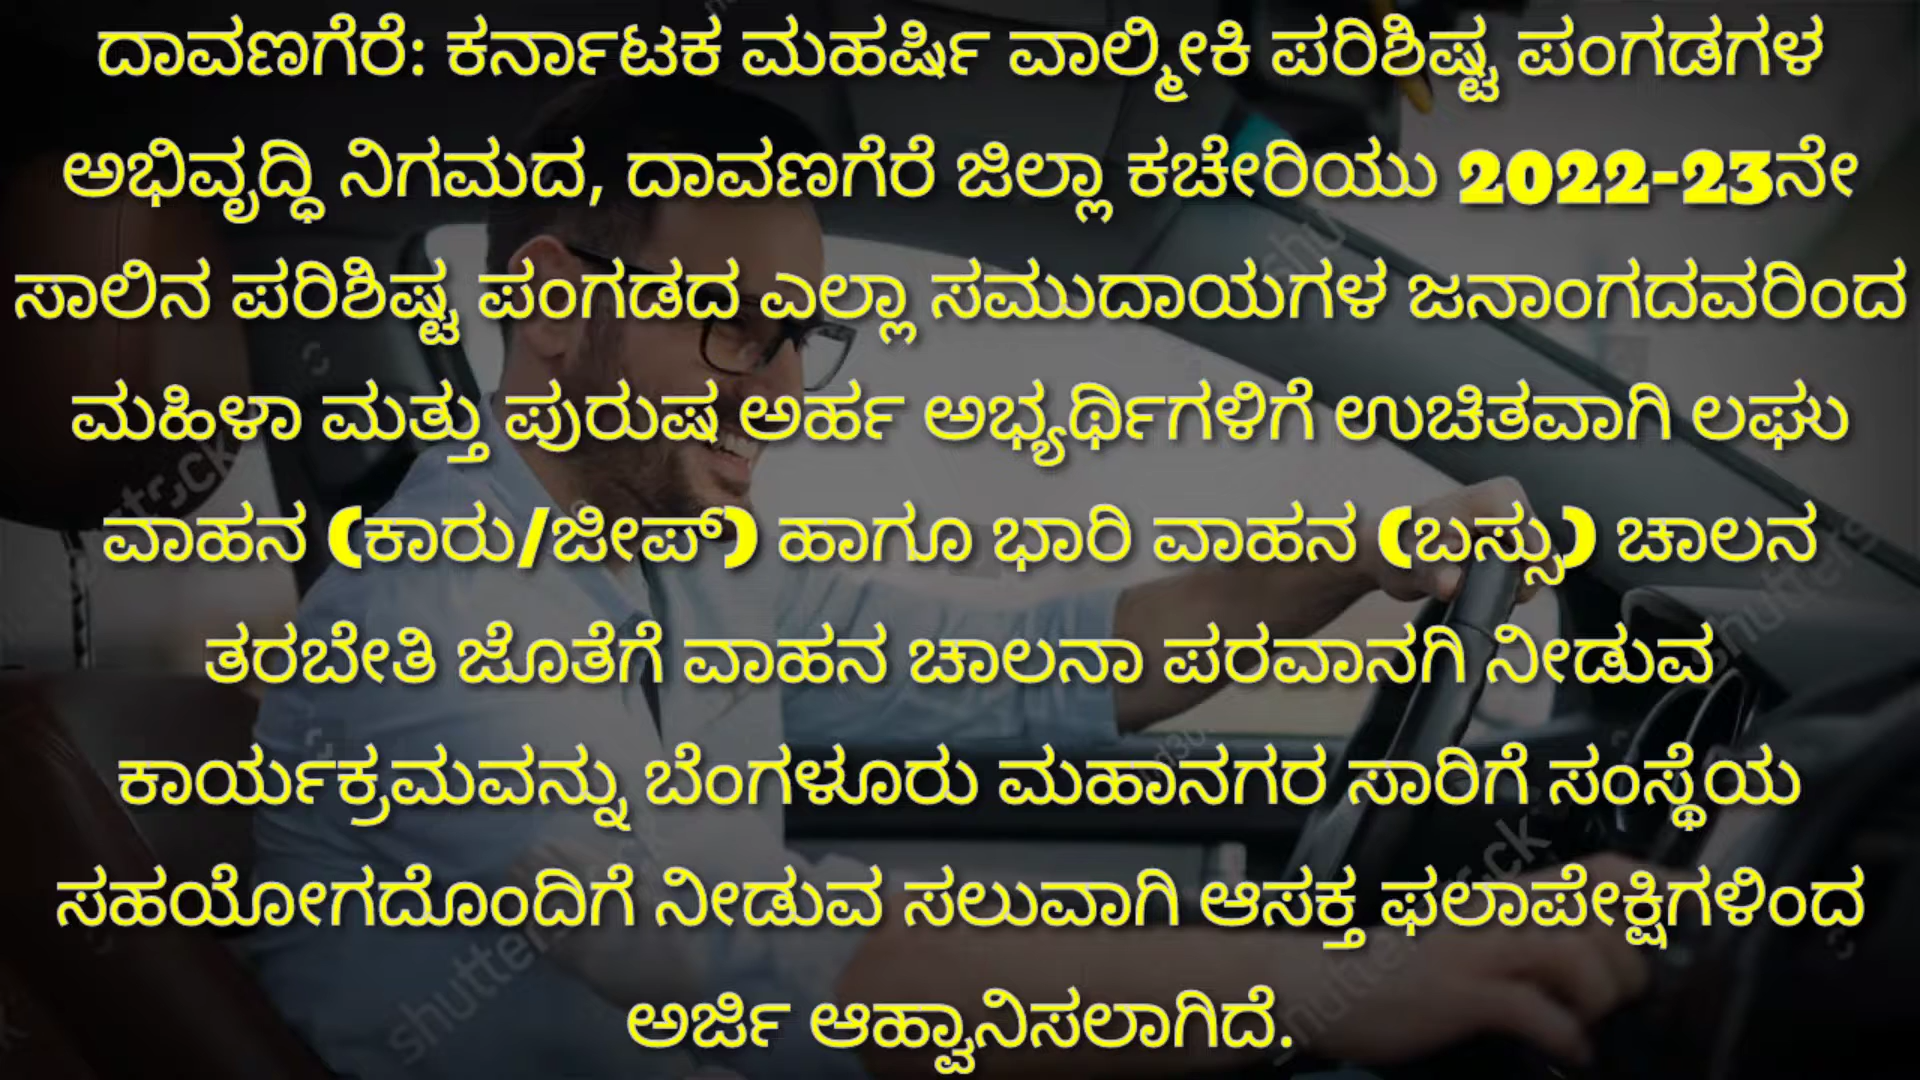 ದಾವಣಗೆರೆ: ಕರ್ನಾಟಕ ಮಹರ್ಷಿ ವಾಲ್ಮೀಕಿ ಪರಿಶಿಷ್ಟ ಪಂಗಡಗಳ
ಅಭಿವೃದ್ಧಿ ನಿಗಮದ, ದಾವಣಗೆರೆ ಜಿಲ್ಲಾ ಕಚೇರಿಯು 2022-23ನೇ
ಸಾಲಿನ ಪರಿಶಿಷ್ಟ ಪಂಗಡದ ಎಲ್ಲಾ ಸಮುದಾಯಗಳ ಜನಾಂಗದವರಿಂದ
ಮಹಿಳಾ ಮತ್ತು ಪುರುಷ ಅರ್ಹ ಅಭ್ಯರ್ಥಿಗಳಿಗೆ ಉಚಿತವಾಗಿ ಲಘು
ವಾಹನ (ಕಾರು/ಜೀಪ್) ಹಾಗೂ ಭಾರಿ ವಾಹನ (ಬಸ್ಸು) ಚಾಲನ
ತರಬೇತಿ ಜೊತೆಗೆ ವಾಹನ ಚಾಲನಾ ಪರವಾನಗಿ ನೀಡುವ
ಕಾರ್ಯಕ್ರಮವನ್ನು ಬೆಂಗಳೂರು ಮಹಾನಗರ ಸಾರಿಗೆ ಸಂಸ್ಥೆಯ
ಸಹಯೋಗದೊಂದಿಗೆ ನೀಡುವ ಸಲುವಾಗಿ ಆಸಕ್ತ ಫಲಾಪೇಕ್ಷಿಗಳಿಂದ
ಅರ್ಜಿ ಆಹ್ವಾನಿಸಲಾಗಿದೆ.